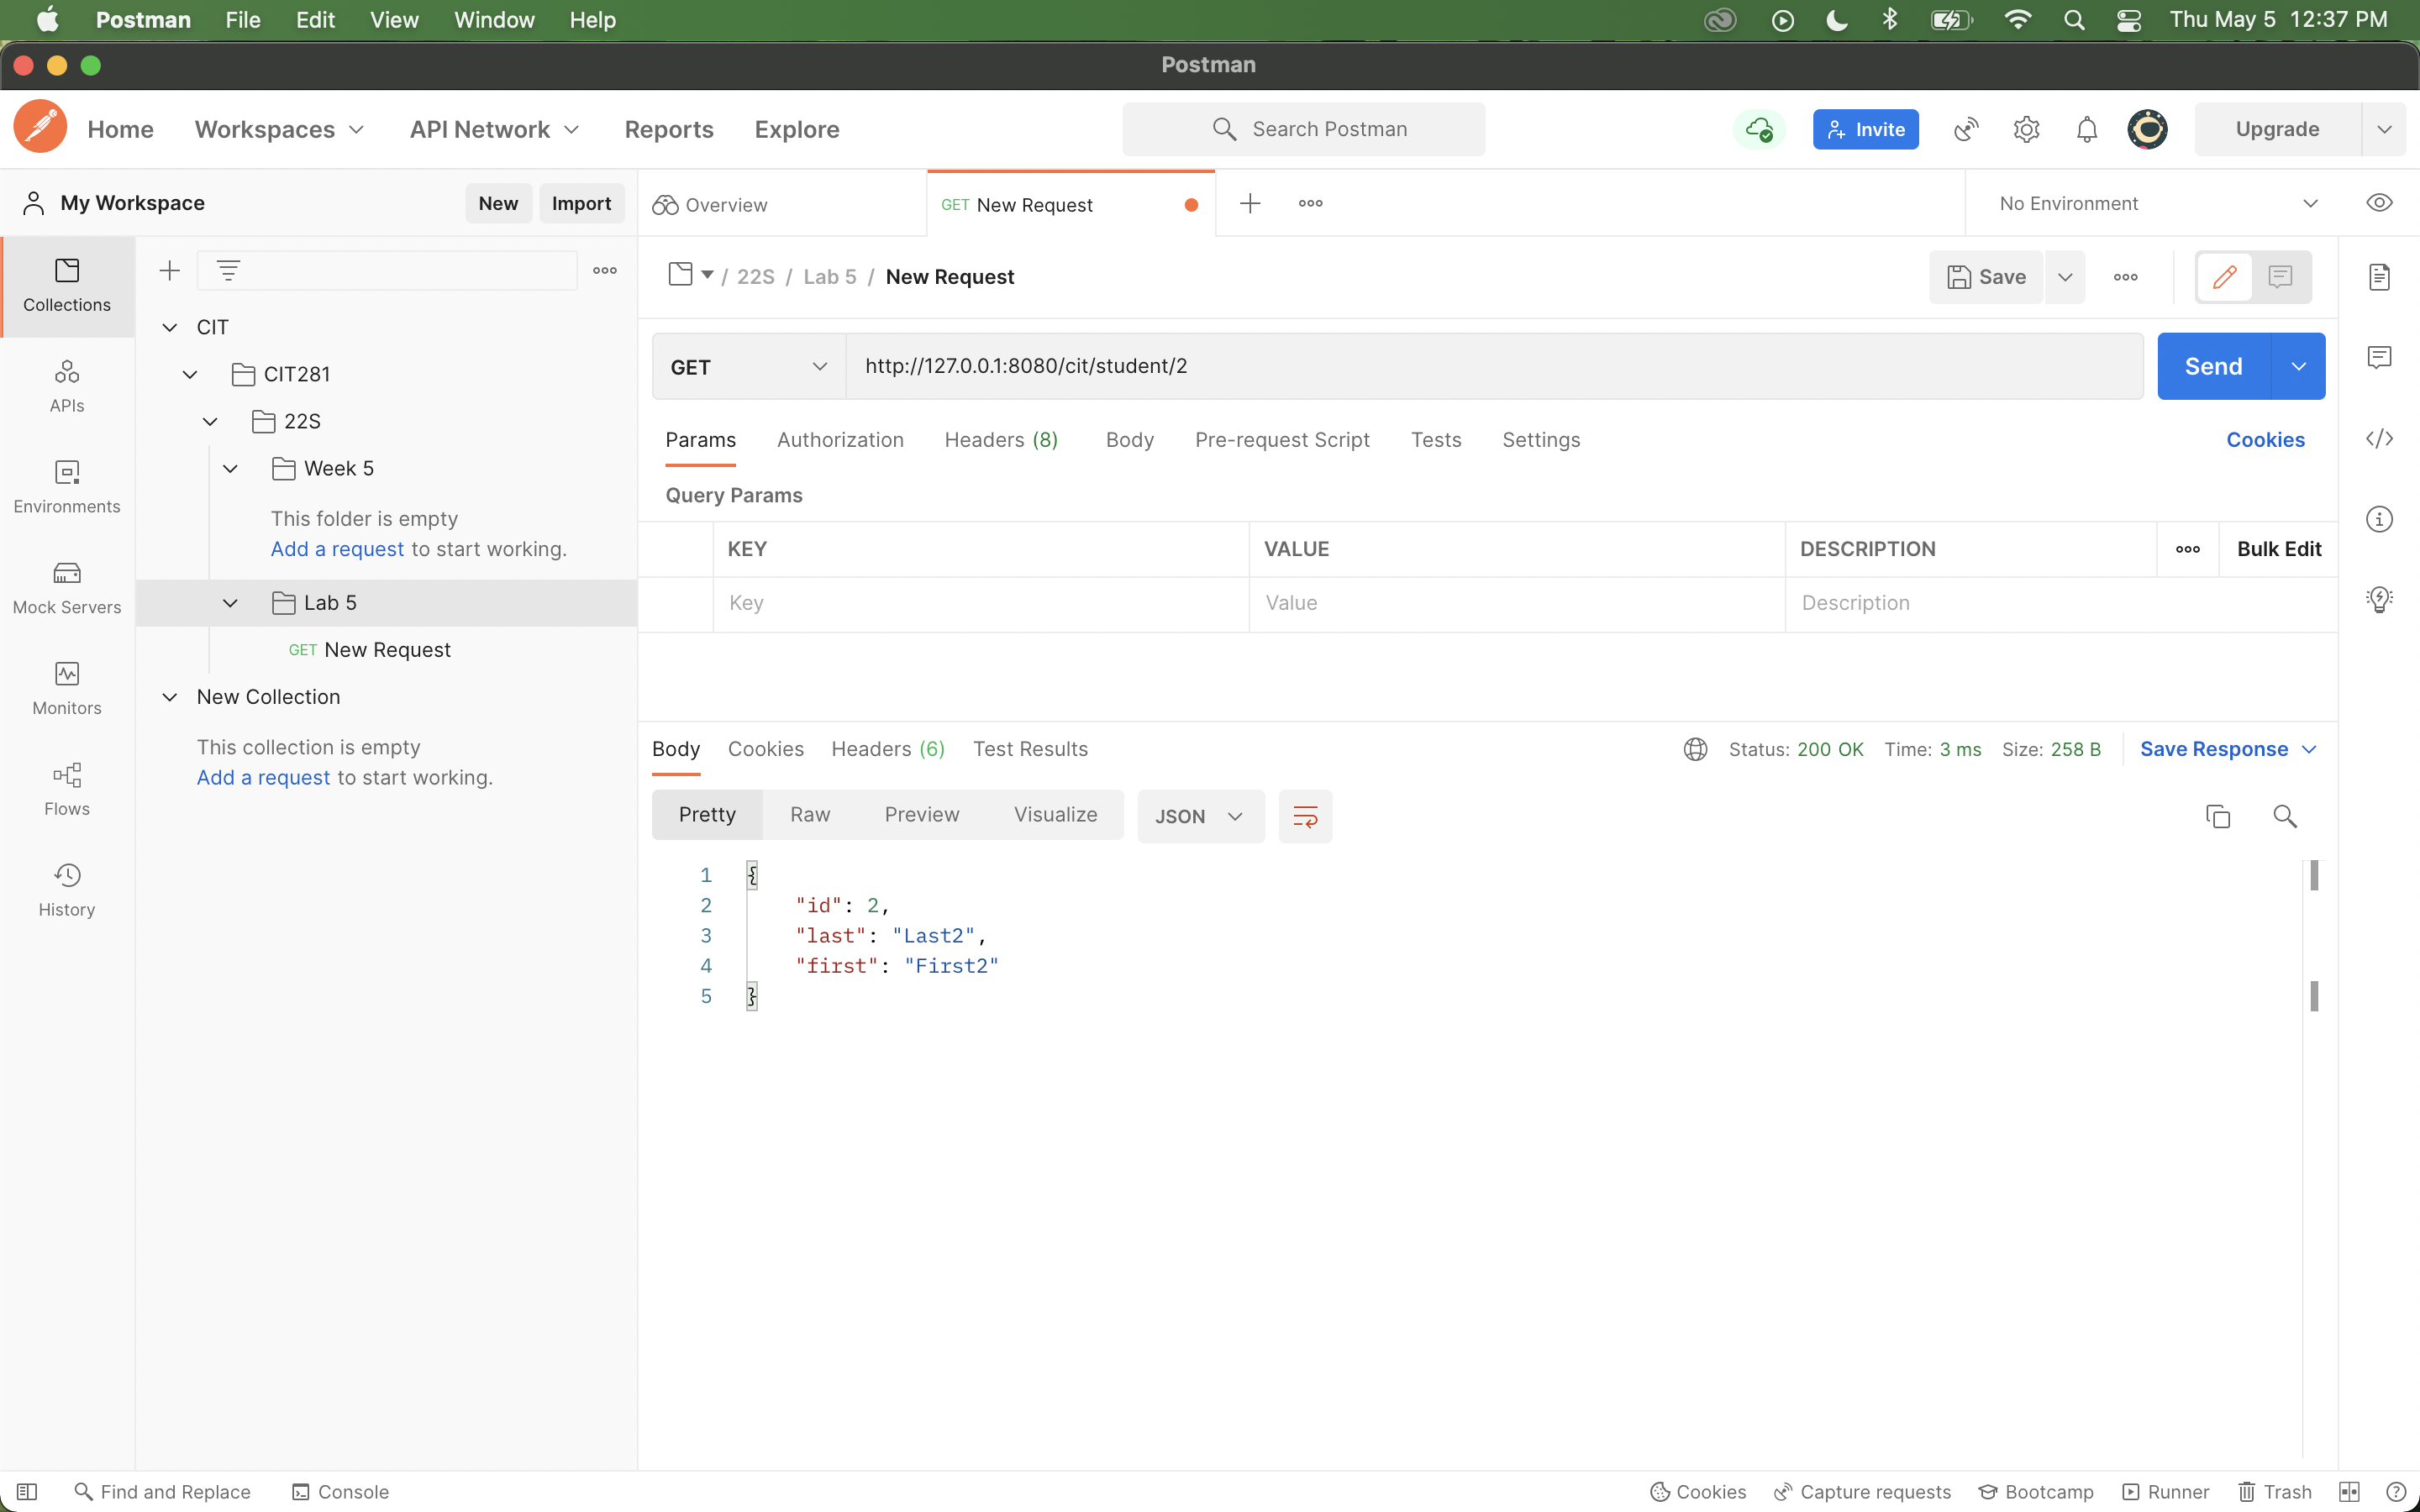 Postman File Edit View Window Help Thu May 5 12:37 PM
Postman
Home Workspaces API Network Reports Explore Search Postman Invite Upgrade
My Workspace New Import Overview GET New Request No Environment
Collections
/ 22S / Lab 5 / New Request Save
CIT
GET http://127.0.0.1:8080/cit/student/2 Send
CIT281
APIs
22S
Params Authorization Headers (8) Body Pre-request Script Tests Settings Cookies
Week 5
Query Params
Environments
This folder is empty
Add a request to start working.
KEY VALUE DESCRIPTION Bulk Edit
Mock Servers
Lab 5
Key Value Description
GET New Request
Monitors
New Collection
This collection is empty
Add a request to start working.
Body Cookies Headers (6) Test Results Status: 200 OK Time: 3 ms Size: 258 B Save Response
Flows
Pretty Raw Preview Visualize JSON
History
1 {
2 "id": 2,
3 "last": "Last2",
4 "first": "First2"
5 }
Find and Replace Console Cookies Capture requests Bootcamp Runner Trash